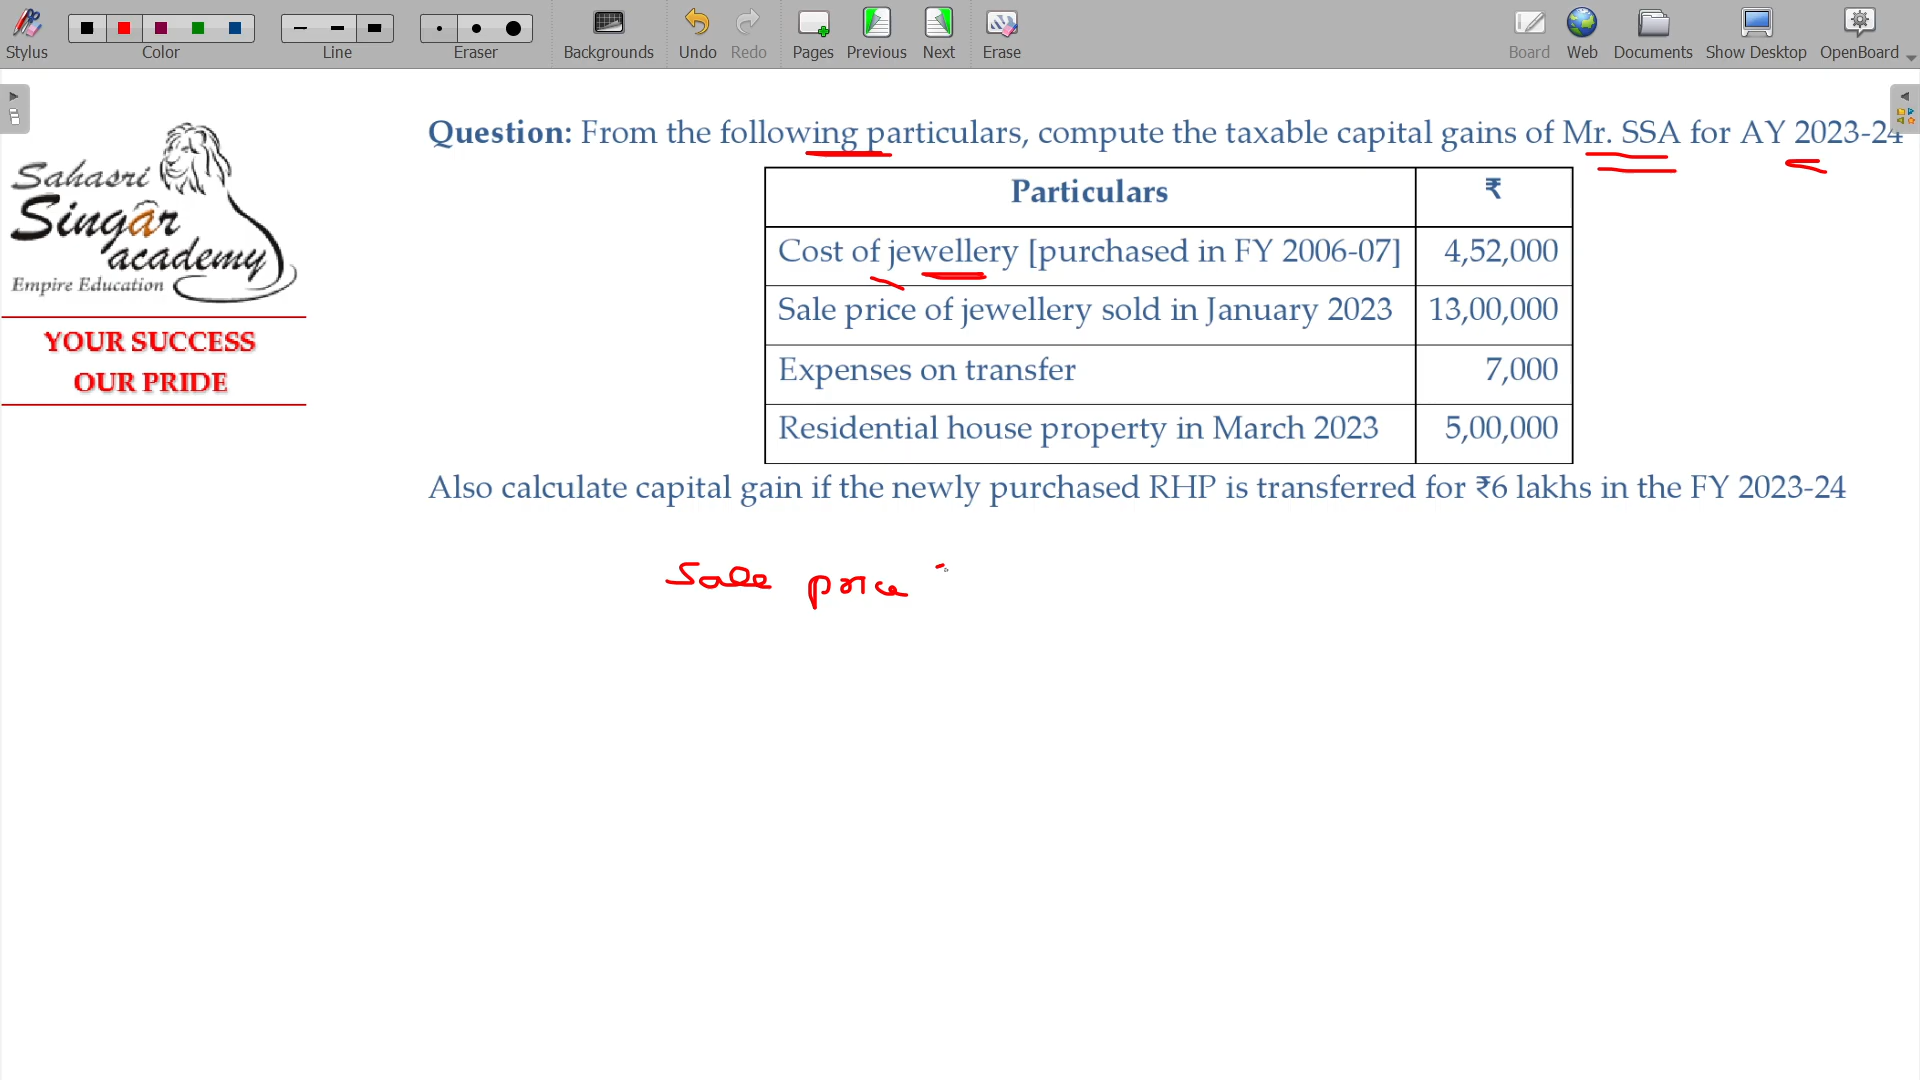 Stylus Color Line Eraser Backgrounds Undo Redo Pages Previous Next Erase Board Web Documents Show Desktop OpenBoard
Sahasri
Singar
academy
Empire Education
YOUR SUCCESS
OUR PRIDE
Question: From the following particulars, compute the taxable capital gains of Mr. SSA for AY 2023-24
Particulars ₹
Cost of jewellery [purchased in FY 2006-07] 4,52,000
Sale price of jewellery sold in January 2023 13,00,000
Expenses on transfer 7,000
Residential house property in March 2023 5,00,000
Also calculate capital gain if the newly purchased RHP is transferred for ₹6 lakhs in the FY 2023-24
Sale price